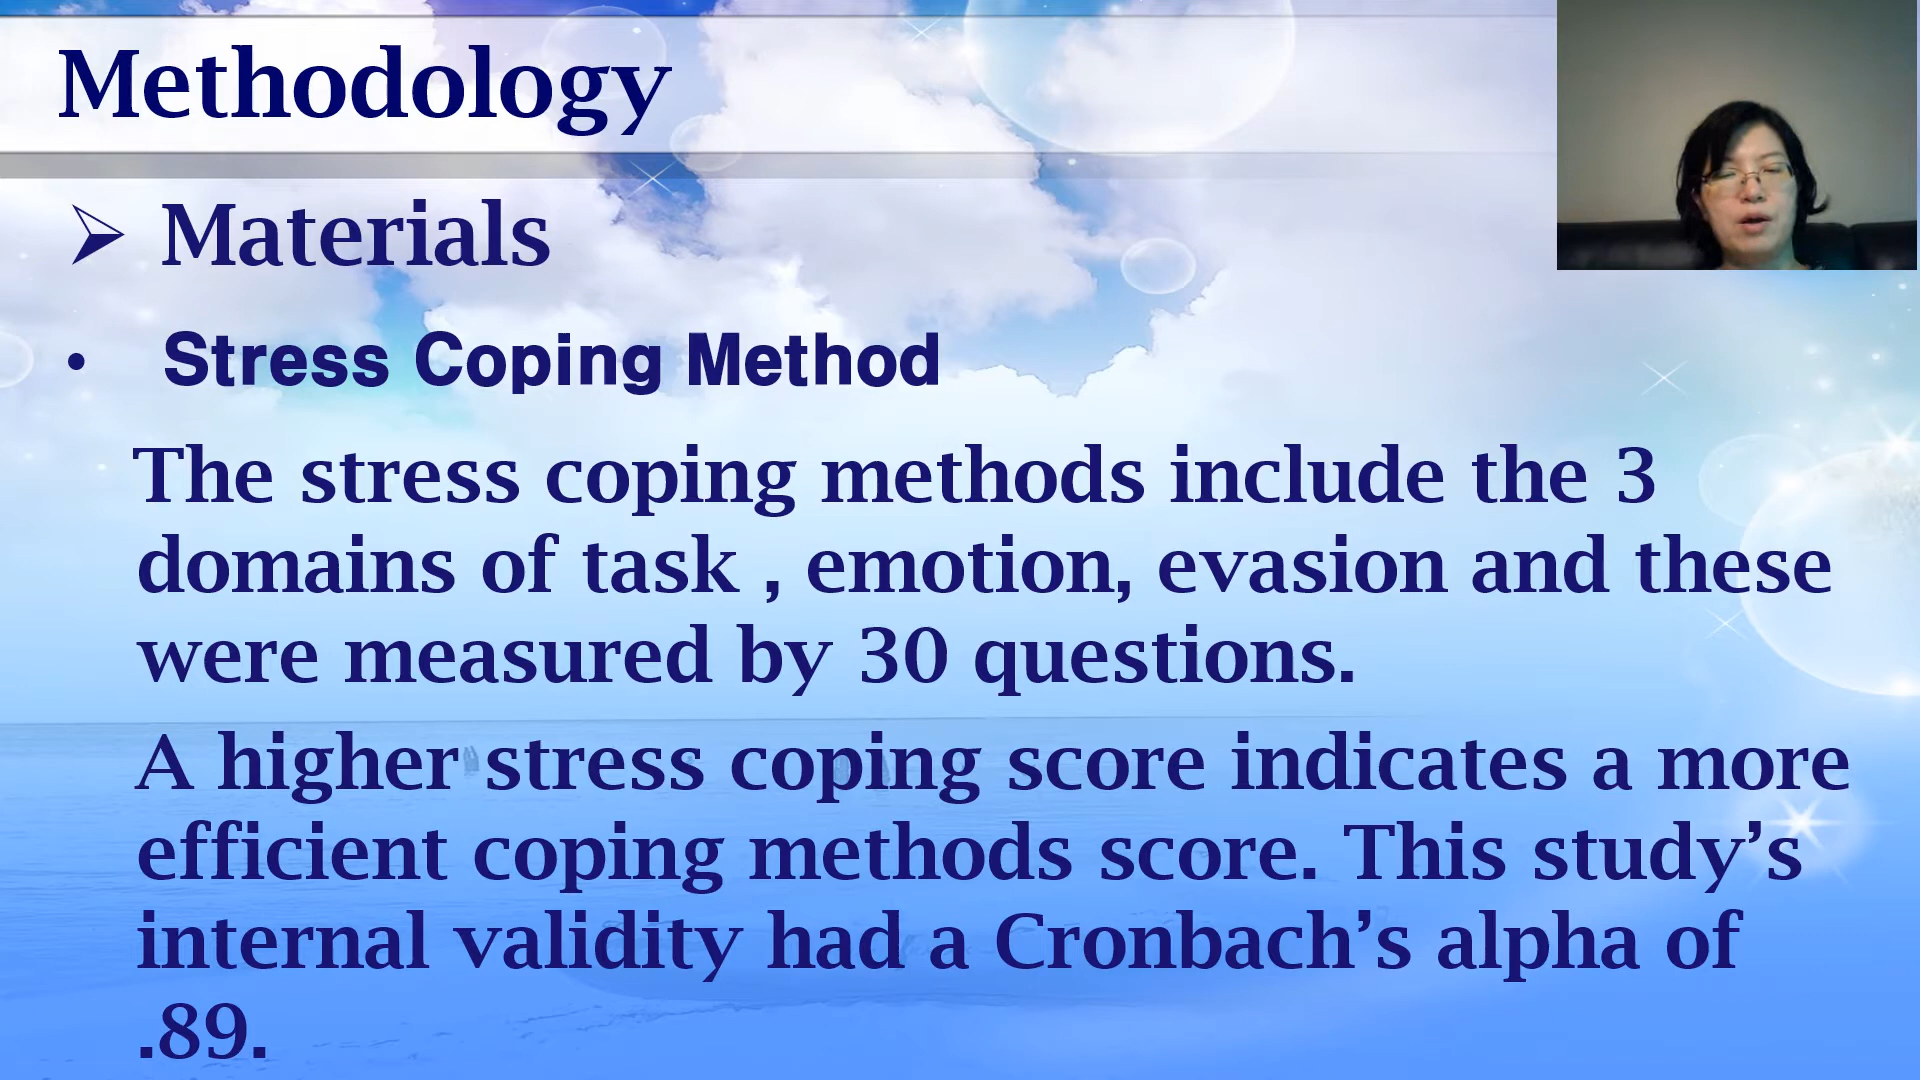 Methodology
➢ Materials
• Stress Coping Method
The stress coping methods include the 3
domains of task , emotion, evasion and these
were measured by 30 questions.
A higher stress coping score indicates a more
efficient coping methods score. This study’s
internal validity had a Cronbach’s alpha of
.89.